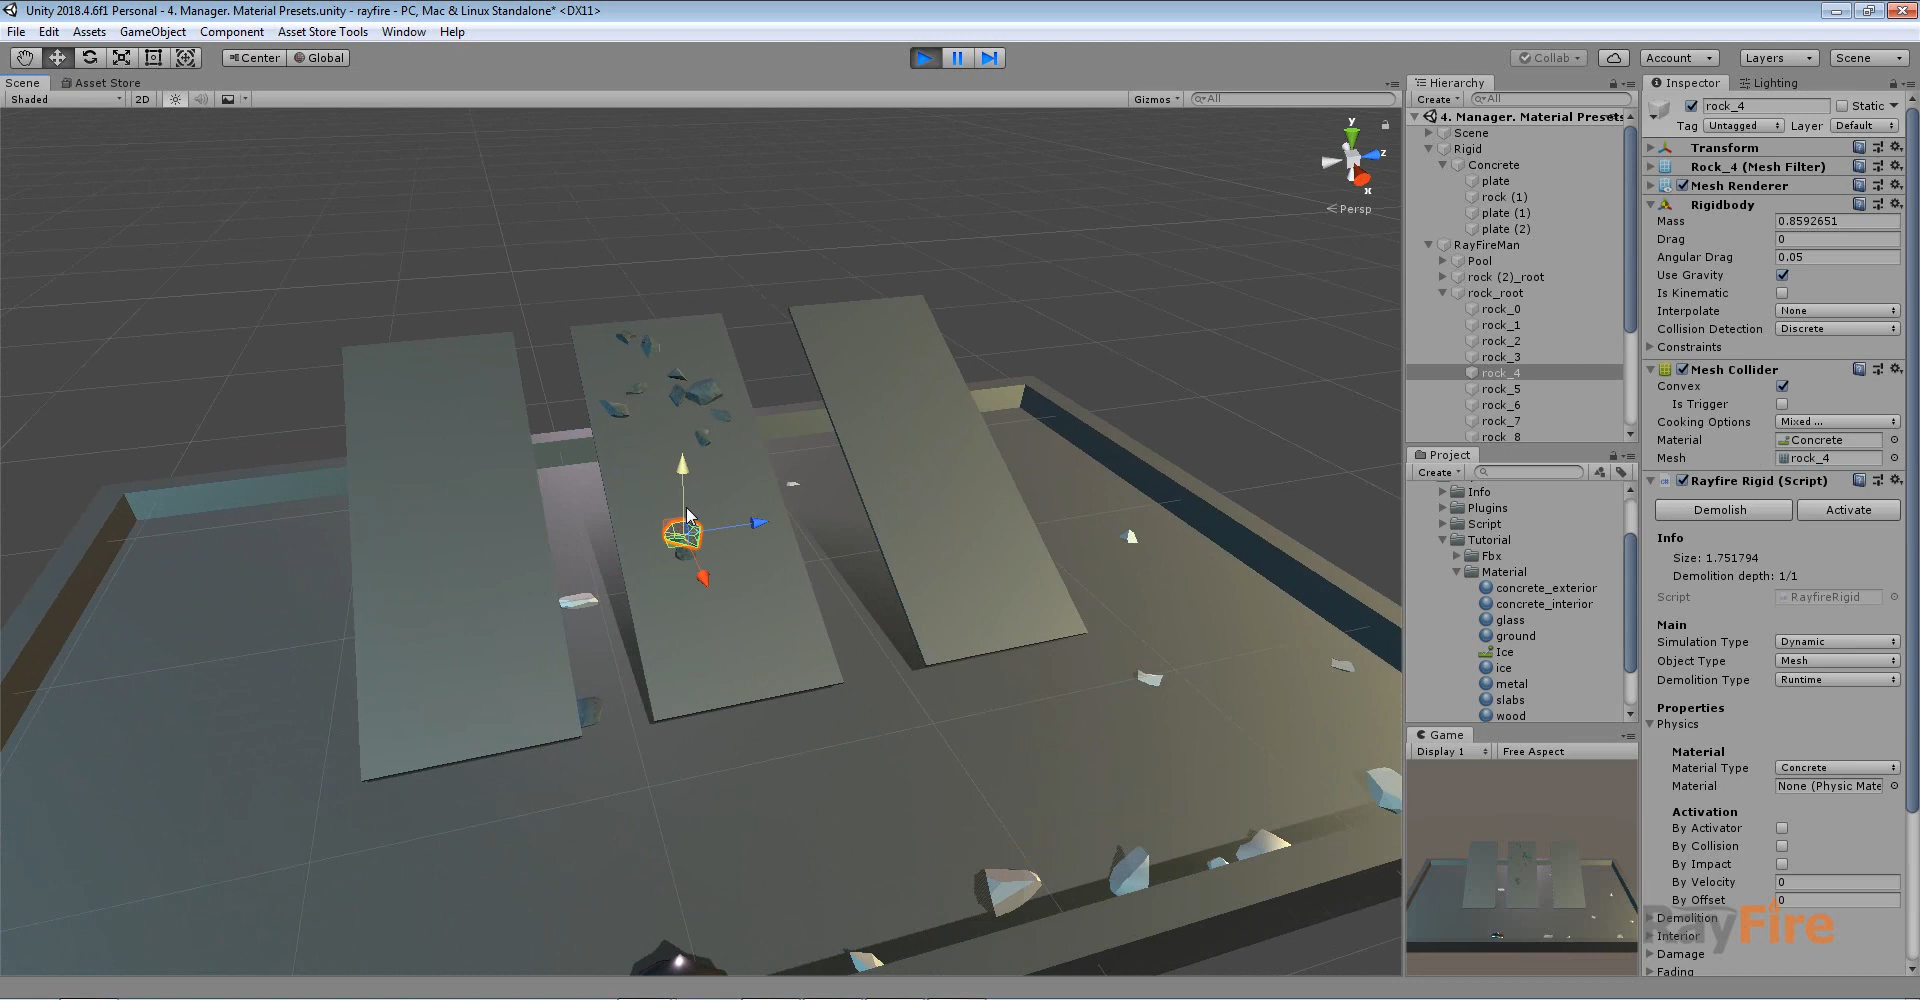 Unity 2018.4.6f1 Personal - 4. Manager. Material Presets.unity - rayfire - PC, Mac & Linux Standalone* <DX11>
File Edit Assets GameObject Component Asset Store Tools Window Help
Center Global Collab Account Layers Scene
Scene Asset Store
Shaded 2D Gizmos All
y
z
x
Persp
Hierarchy
Create All
4. Manager. Material Presets
Scene
Rigid
Concrete
plate
rock (1)
plate (1)
plate (2)
RayFireMan
Pool
rock (2)_root
rock_root
rock_0
rock_1
rock_2
rock_3
rock_4
rock_5
rock_6
rock_7
rock_8
Project
Create
Info
Plugins
Script
Tutorial
Fbx
Material
concrete_exterior
concrete_interior
glass
ground
Ice
ice
metal
slabs
wood
Game
Display 1 Free Aspect
Inspector Lighting
rock_4 Static
Tag Untagged Layer Default
Transform
Rock_4 (Mesh Filter)
Mesh Renderer
Rigidbody
Mass 0.8592651
Drag 0
Angular Drag 0.05
Use Gravity
Is Kinematic
Interpolate None
Collision Detection Discrete
Constraints
Mesh Collider
Convex
Is Trigger
Cooking Options Mixed ...
Material Concrete
Mesh rock_4
Rayfire Rigid (Script)
Demolish Activate
Info
Size: 1.751794
Demolition depth: 1/1
Script RayfireRigid
Main
Simulation Type Dynamic
Object Type Mesh
Demolition Type Runtime
Properties
Physics
Material
Material Type Concrete
Material None (Physic Mate
Activation
By Activator
By Collision
By Impact
By Velocity 0
By Offset 0
Demolition
Interior
Damage
Fading
RayFire